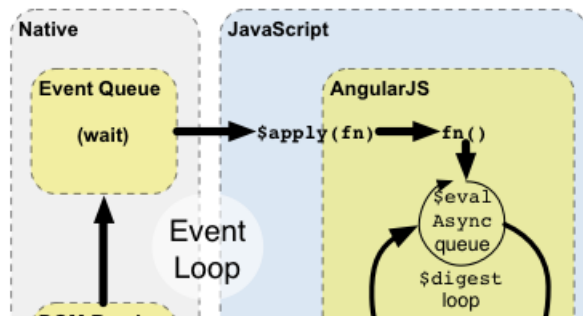 Native
JavaScript
Event Queue
(wait)
AngularJS
$apply(fn)
fn()
$eval
Async
queue
Event
Loop
$digest
loop